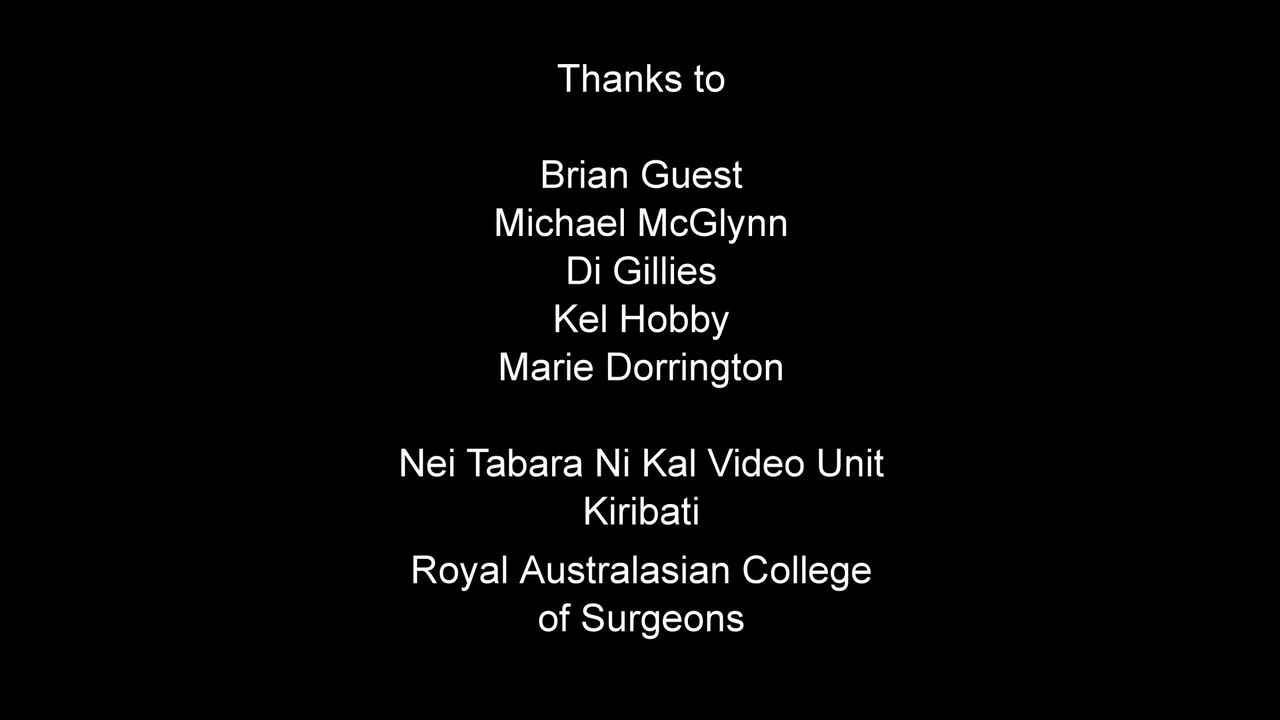 Thanks to
Brian Guest
Michael McGlynn
Di Gillies
Kel Hobby
Marie Dorrington
Nei Tabara Ni Kal Video Unit
Kiribati
Royal Australasian College
of Surgeons